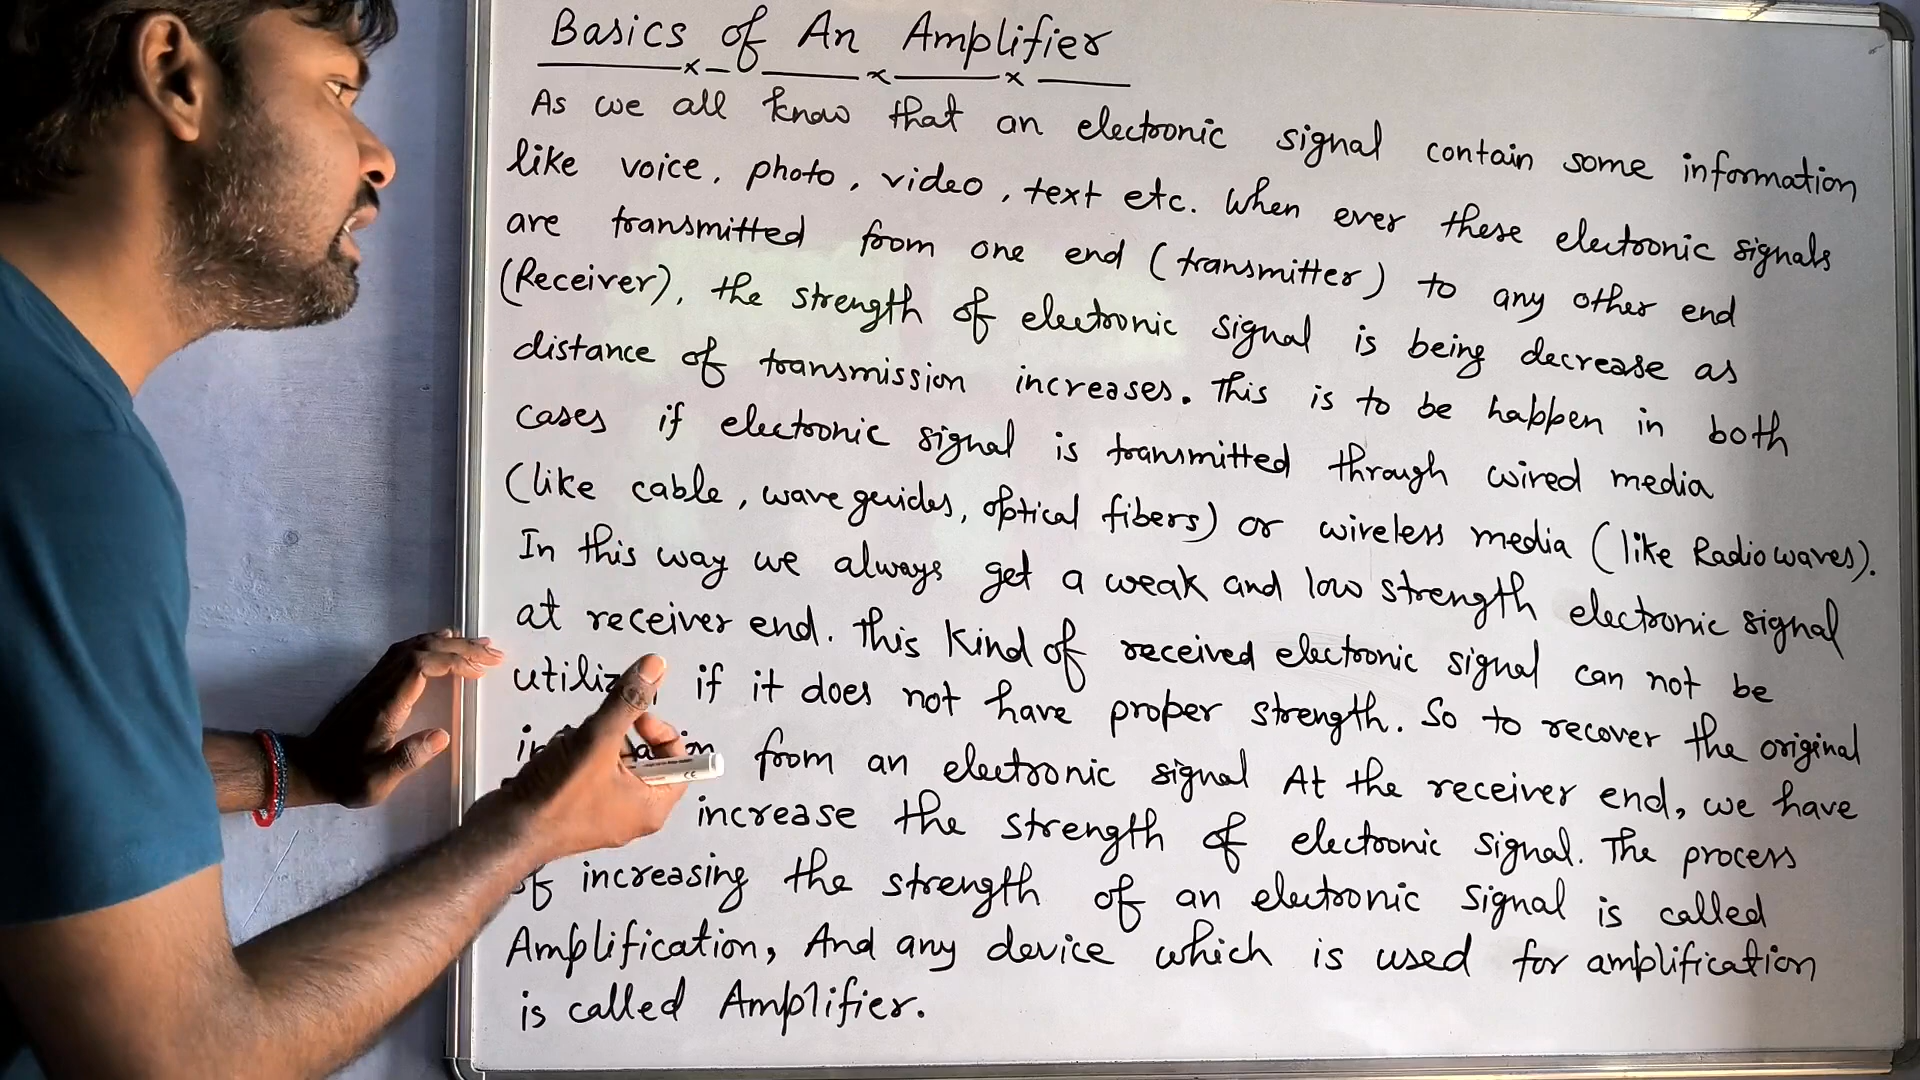 Basics of An Amplifier
As we all know that an electronic signal contain some information
like voice, photo, video, text etc. When ever these electronic signals
are transmitted from one end (transmitter) to any other end
(Receiver), the strength of electronic signal is being decrease as
distance of transmission increases. This is to be happen in both
cases if electronic signal is transmitted through wired media
(like cable, wave guides, optical fibers) or wireless media (like Radio waves).
In this way we always get a weak and low strength electronic signal
at receiver end. This Kind of received electronic signal can not be
if it does not have proper strength. So to recover the original
from an electronic signal At the receiver end, we have
increase the strength of electronic signal. The process
of increasing the strength of an electronic signal is called
Amplification, And any device which is used for amplification
is called Amplifier.